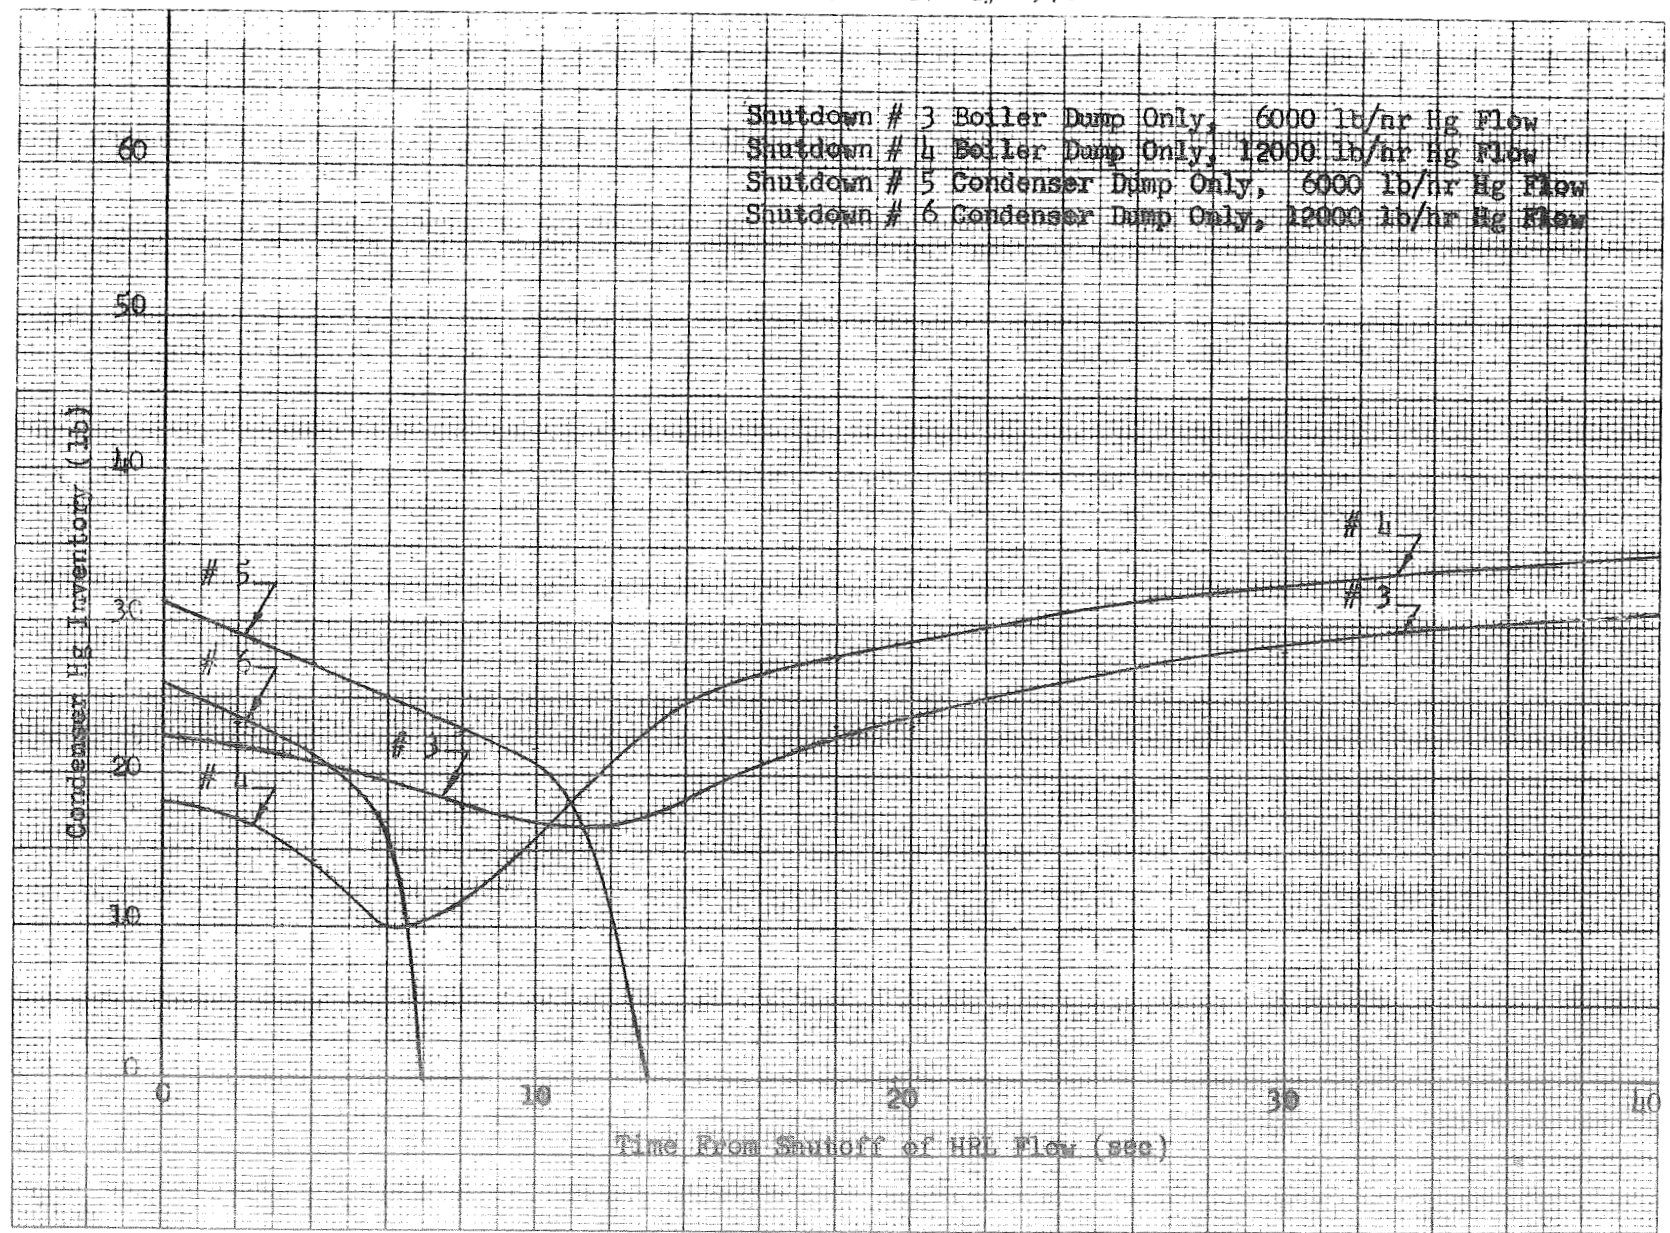 Shutdown # 3 Boiler Dump Only, 6000 lb/hr Hg Flow
Shutdown # 4 Boiler Dump Only, 12000 lb/hr Hg Flow
Shutdown # 5 Condenser Dump Only, 6000 lb/hr Hg Flow
Shutdown # 6 Condenser Dump Only, 12000 lb/hr Hg Flow
60
50
40
30
20
10
0
Condenser Hg Inventory (lb)
# 5
# 6
# 3
# 4
# 4
# 3
0 10 20 30 40
Time From Shutoff of HRL Flow (sec)